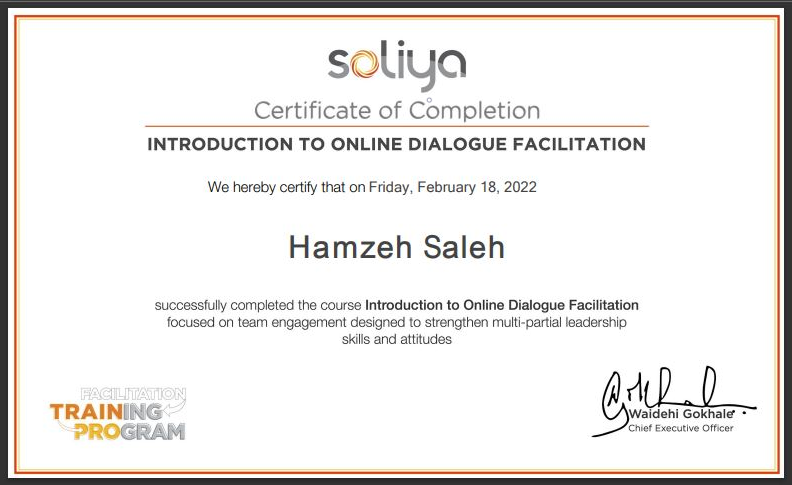 soliya
Certificate of Completion
INTRODUCTION TO ONLINE DIALOGUE FACILITATION
We hereby certify that on Friday, February 18, 2022
Hamzeh Saleh
successfully completed the course Introduction to Online Dialogue Facilitation
focused on team engagement designed to strengthen multi-partial leadership
skills and attitudes
FACILITATION
TRAINING
PROGRAM
Waidehi Gokhale
Chief Executive Officer